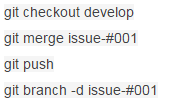 git checkout develop
git merge issue-#001
git push
git branch -d issue-#001